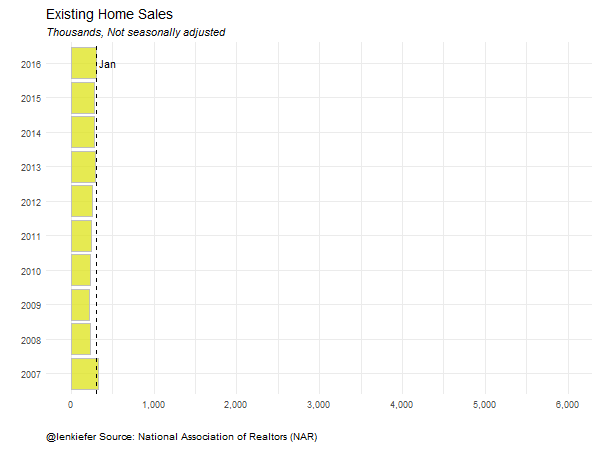 Existing Home Sales
Thousands, Not seasonally adjusted
2016
Jan
2015
2014
2013
2012
2011
2010
2009
2008
2007
0 1,000 2,000 3,000 4,000 5,000 6,000
@lenkiefer Source: National Association of Realtors (NAR)